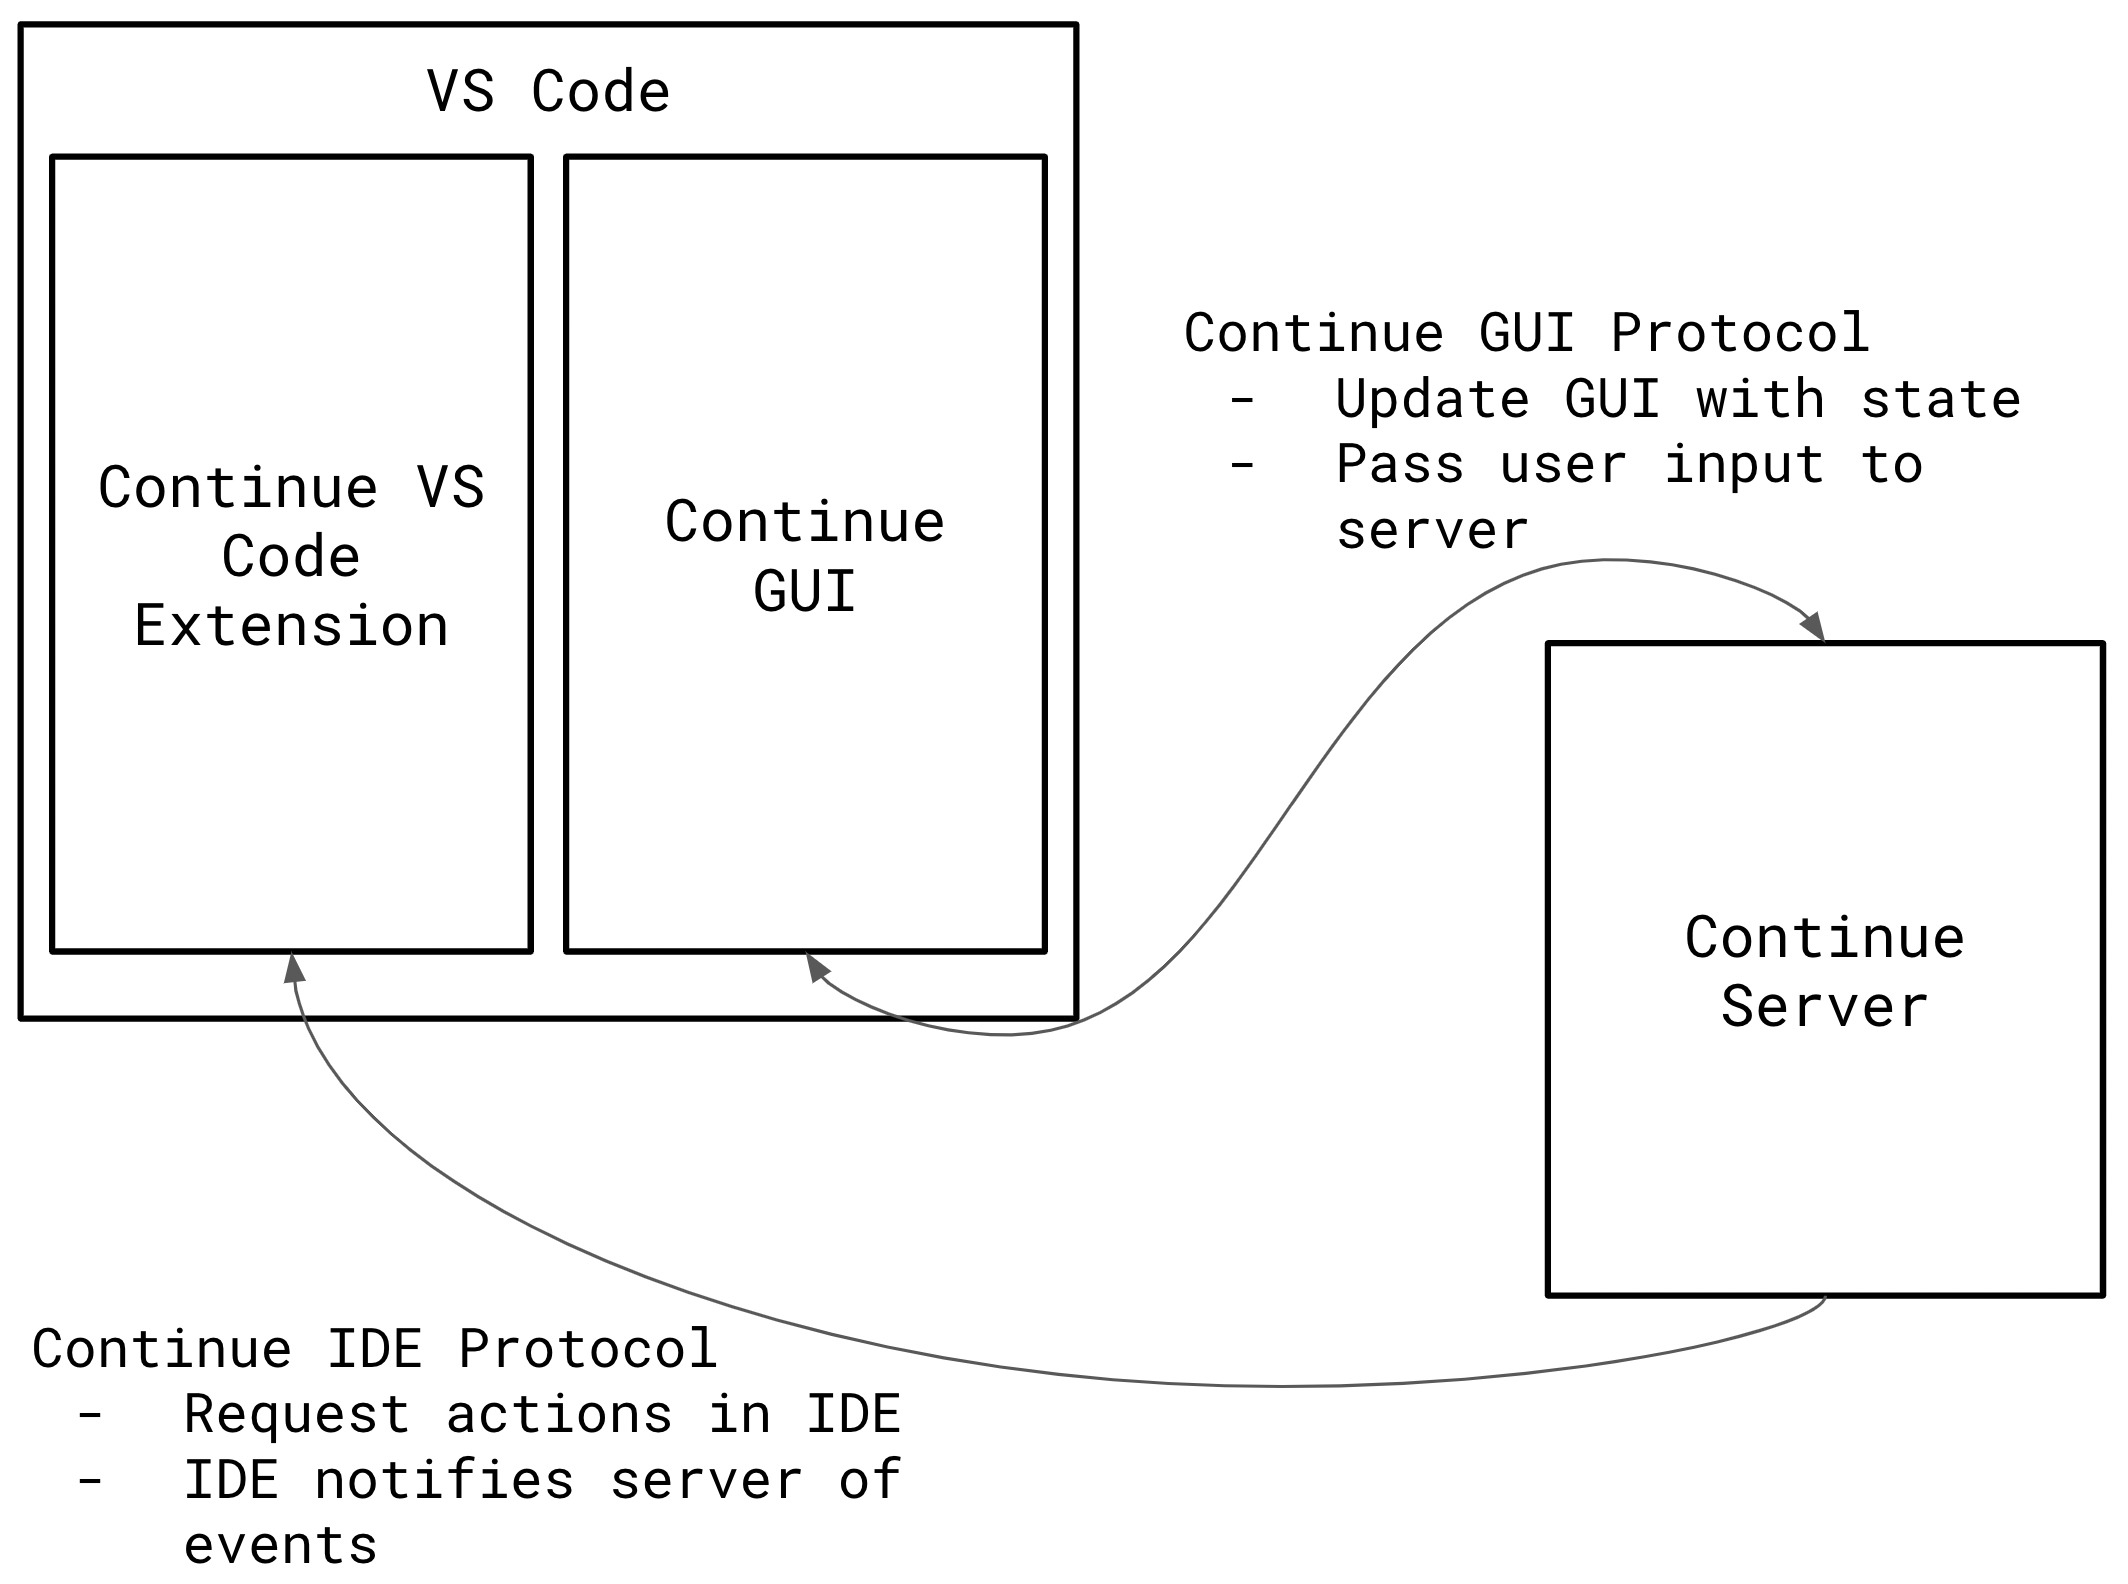 VS Code
Continue VS
Code
Extension
Continue
GUI
Continue GUI Protocol
- Update GUI with state
- Pass user input to
server
Continue
Server
Continue IDE Protocol
- Request actions in IDE
- IDE notifies server of
events